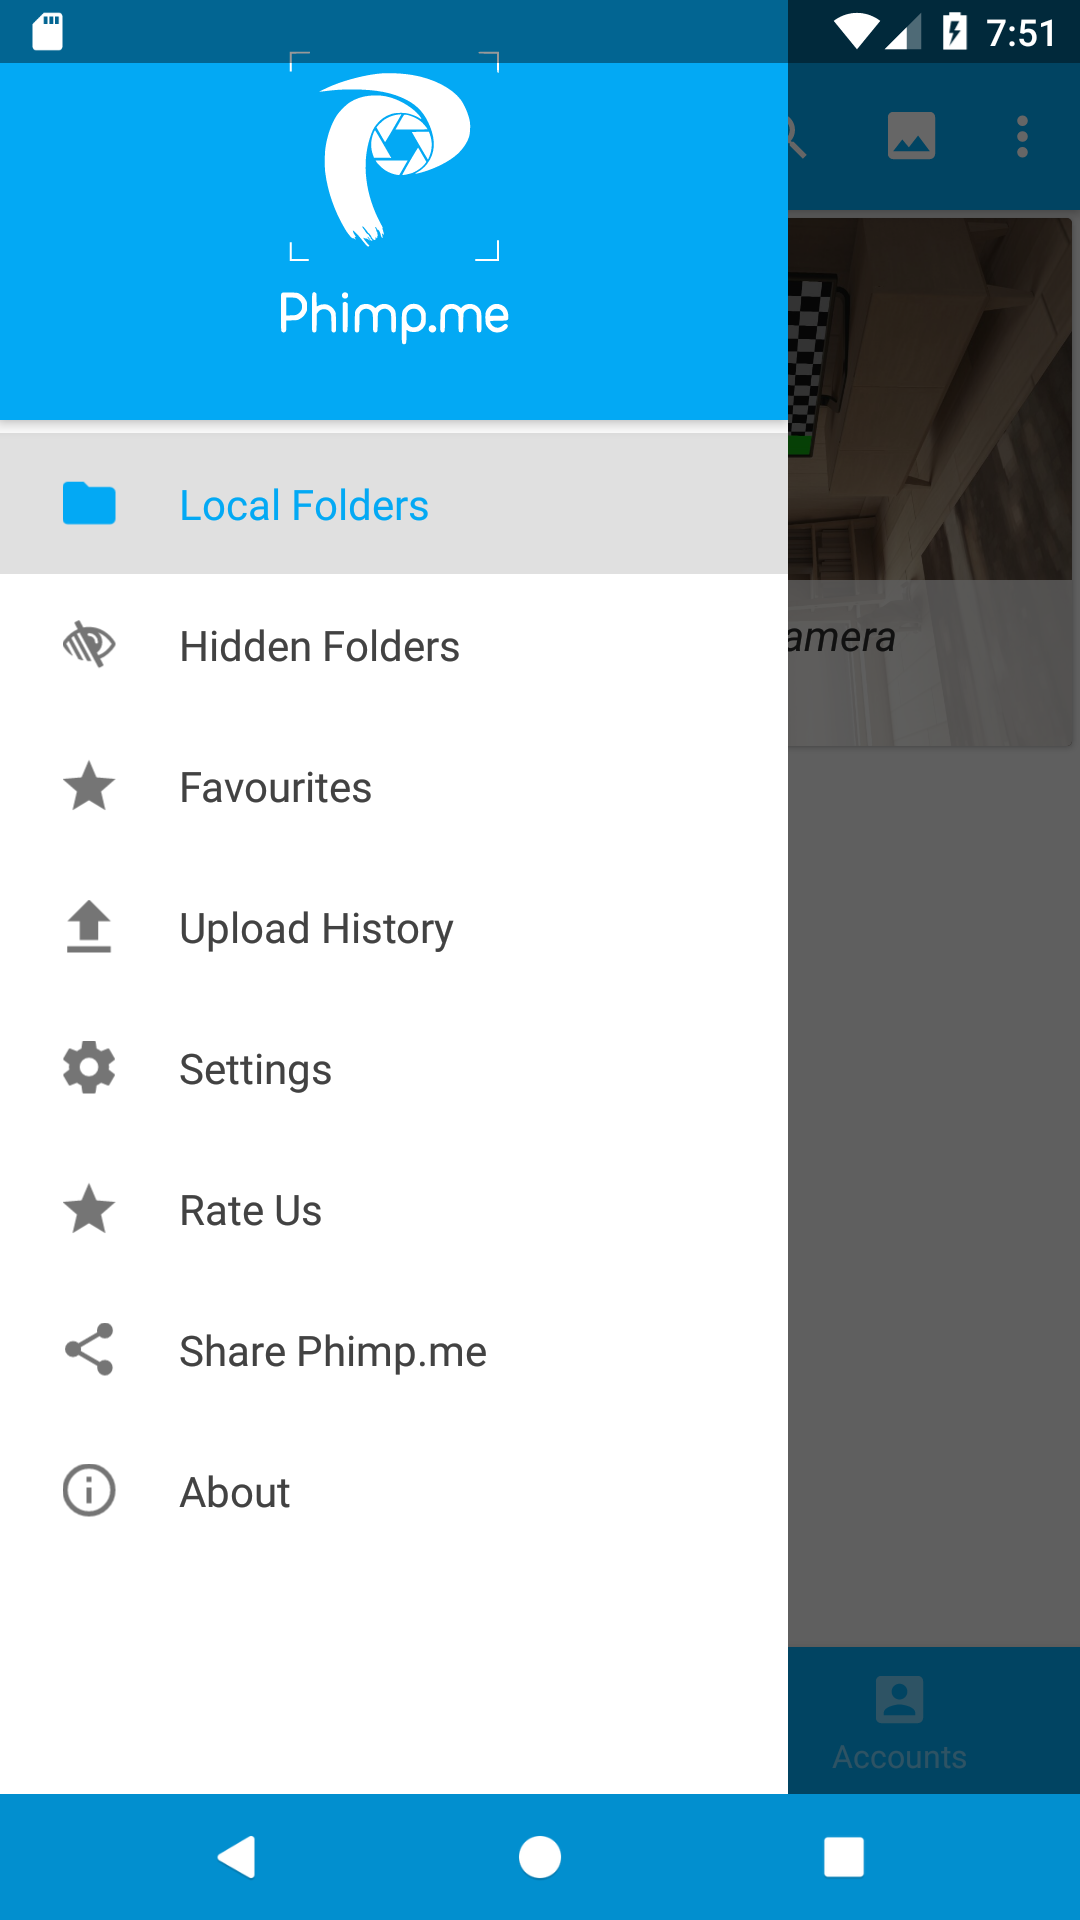 7:51
Phimp.me
Local Folders
Hidden Folders
amera
Favourites
Upload History
Settings
Rate Us
Share Phimp.me
About
Accounts